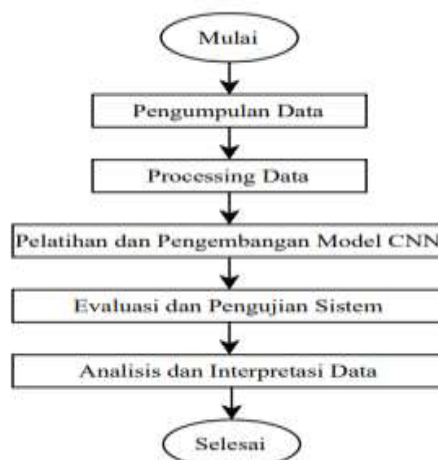 Mulai
Pengumpulan Data
Processing Data
Pelatihan dan Pengembangan Model CNN
Evaluasi dan Pengujian Sistem
Analisis dan Interpretasi Data
Selesai